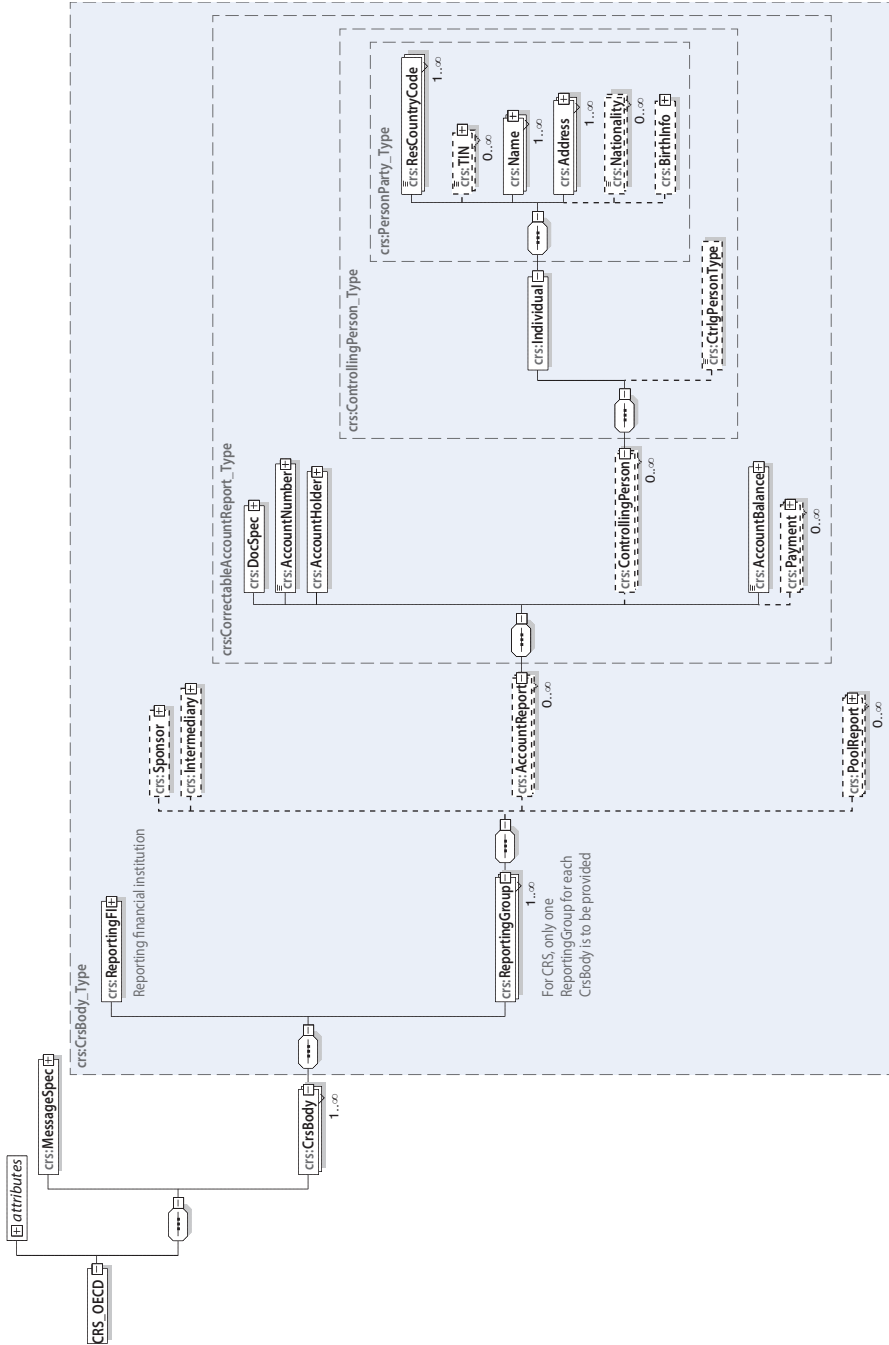 CRS_OECD
attributes
crs:MessageSpec
crs:CrsBody
1..∞
crs:CrsBody_Type
crs:ReportingFI
Reporting financial institution
crs:ReportingGroup
1..∞
For CRS, only one
ReportingGroup for each
CrsBody is to be provided
crs:Sponsor
crs:Intermediary
crs:AccountReport
0..∞
crs:PoolReport
0..∞
crs:CorrectableAccountReport_Type
crs:DocSpec
crs:AccountNumber
crs:AccountHolder
crs:ControllingPerson
0..∞
crs:AccountBalance
crs:Payment
0..∞
crs:ControllingPerson_Type
crs:Individual
crs:CtrlgPersonType
crs:PersonParty_Type
crs:ResCountryCode
1..∞
crs:TIN
0..∞
crs:Name
1..∞
crs:Address
1..∞
crs:Nationality
0..∞
crs:BirthInfo